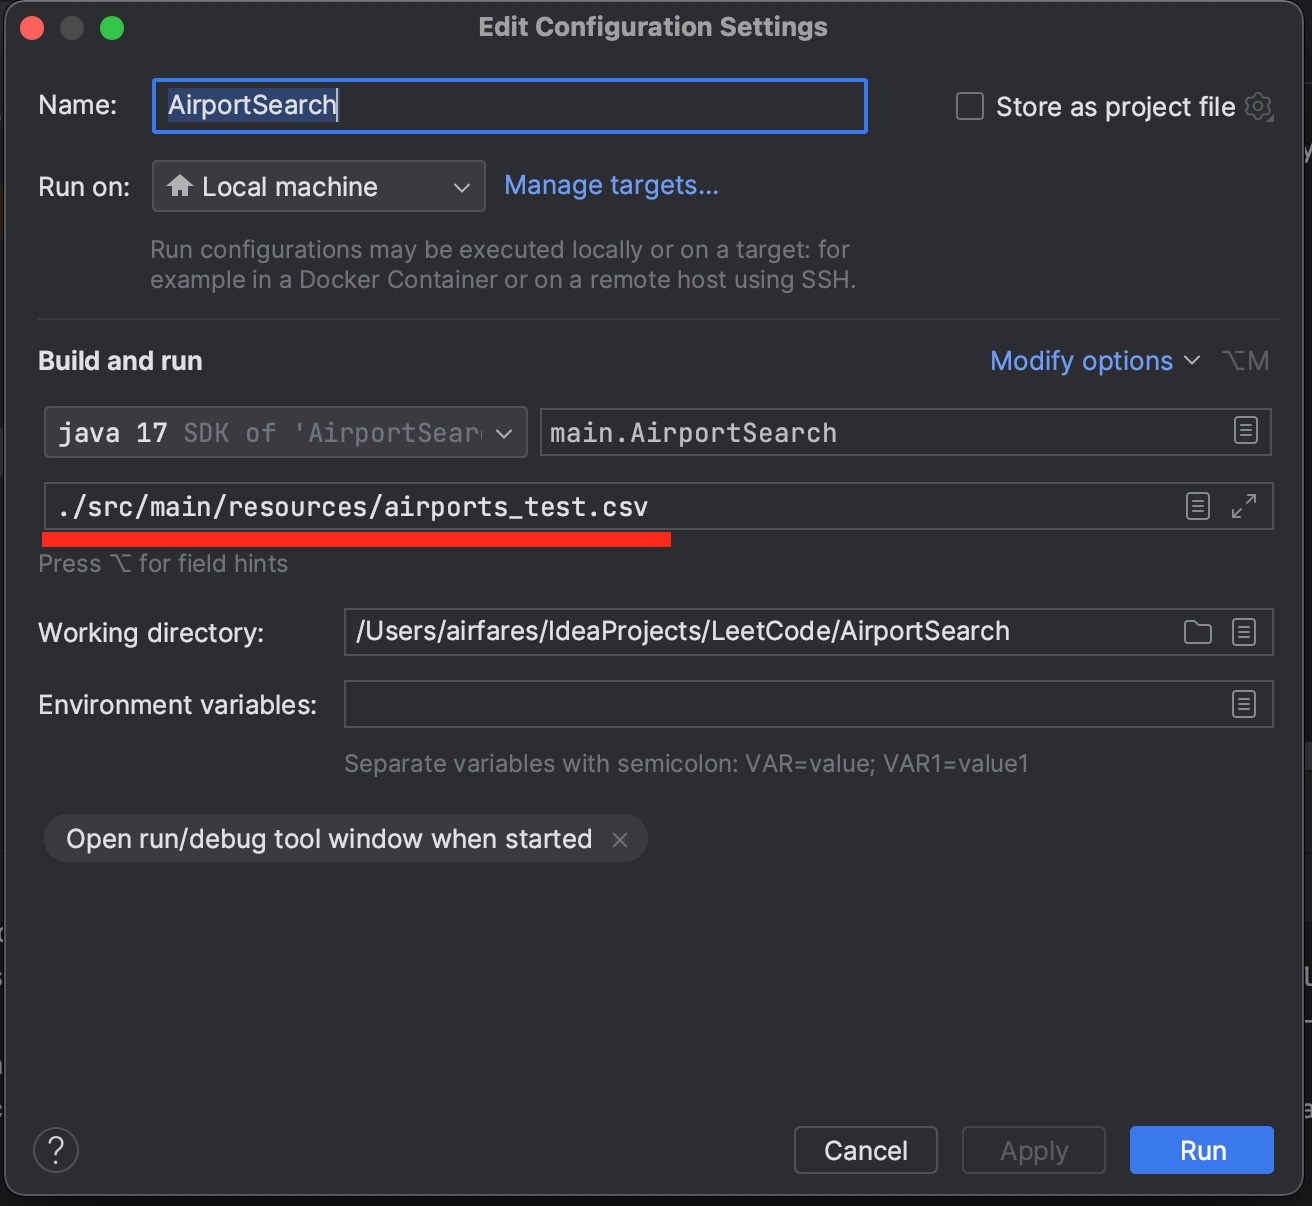 Edit Configuration Settings
Name: AirportSearch Store as project file
Run on: Local machine Manage targets...
Run configurations may be executed locally or on a target: for
example in a Docker Container or on a remote host using SSH.
Build and run Modify options ⌥M
java 17 SDK of 'AirportSear main.AirportSearch
./src/main/resources/airports_test.csv
Press ⌥ for field hints
Working directory: /Users/airfares/IdeaProjects/LeetCode/AirportSearch
Environment variables:
Separate variables with semicolon: VAR=value; VAR1=value1
Open run/debug tool window when started ×
? Cancel Apply Run